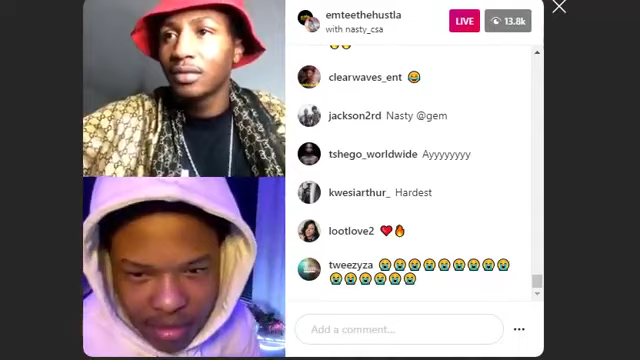 emteethehustla
LIVE
13.8k
with nasty_csa
clearwaves_ent 😂
jackson2rd Nasty @gem
tshego_worldwide Ayyyyyyyy
kwesiarthur_ Hardest
lootlove2 ❤️🔥
tweezyza 😭😭😭😭😭😭😭😭😭
😭😭😭😭😭😭
Add a comment...